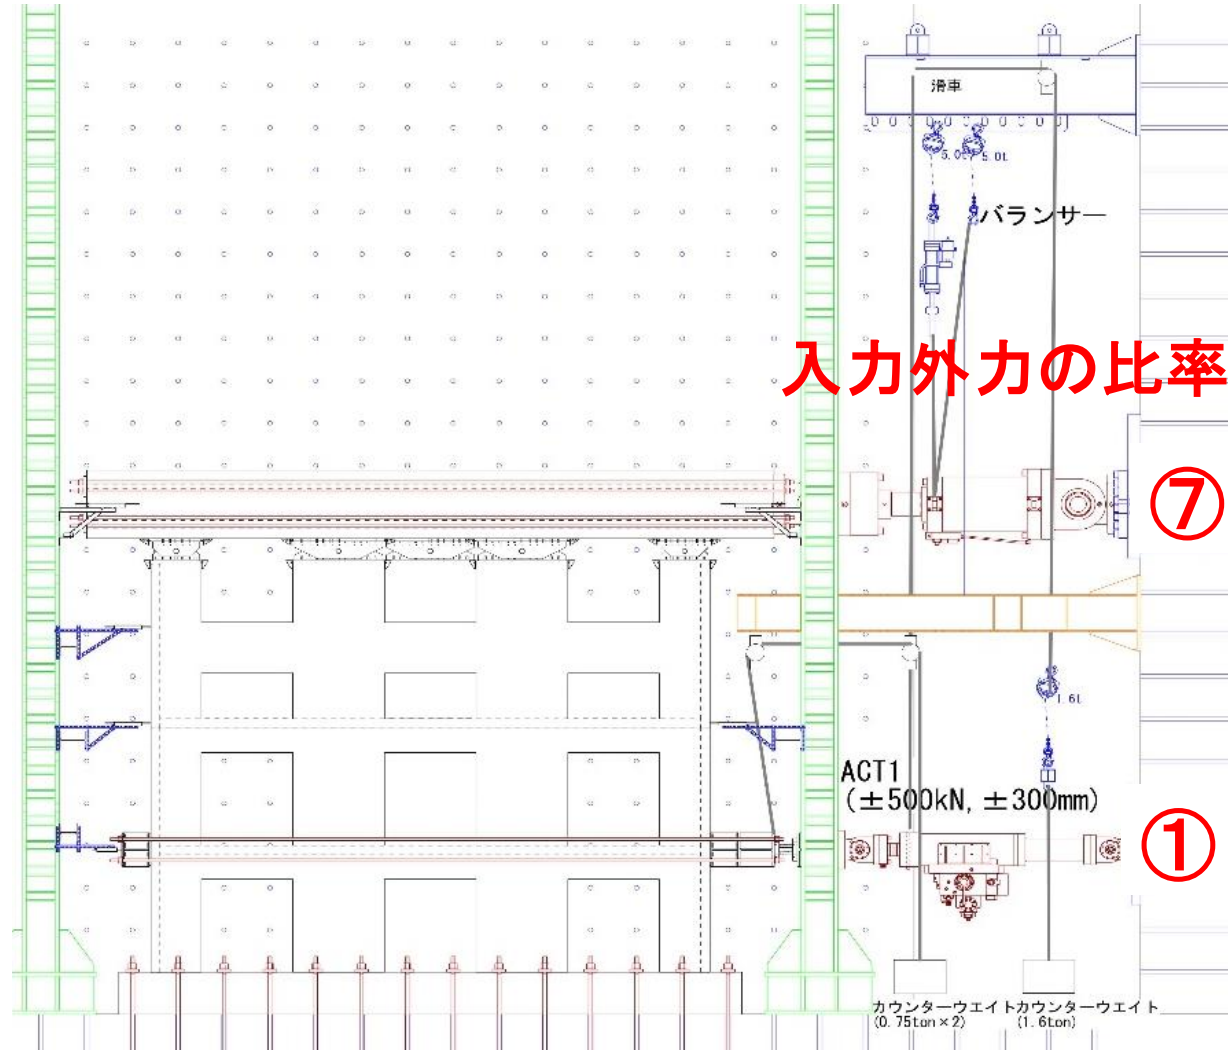 滑車
5.0t
5.0t
バランサー
入力外力の比率
⑦
1.6t
ACT1
(±500kN, ±300mm)
①
カウンターウエイト
(0.75ton×2)
カウンターウエイト
(1.6ton)